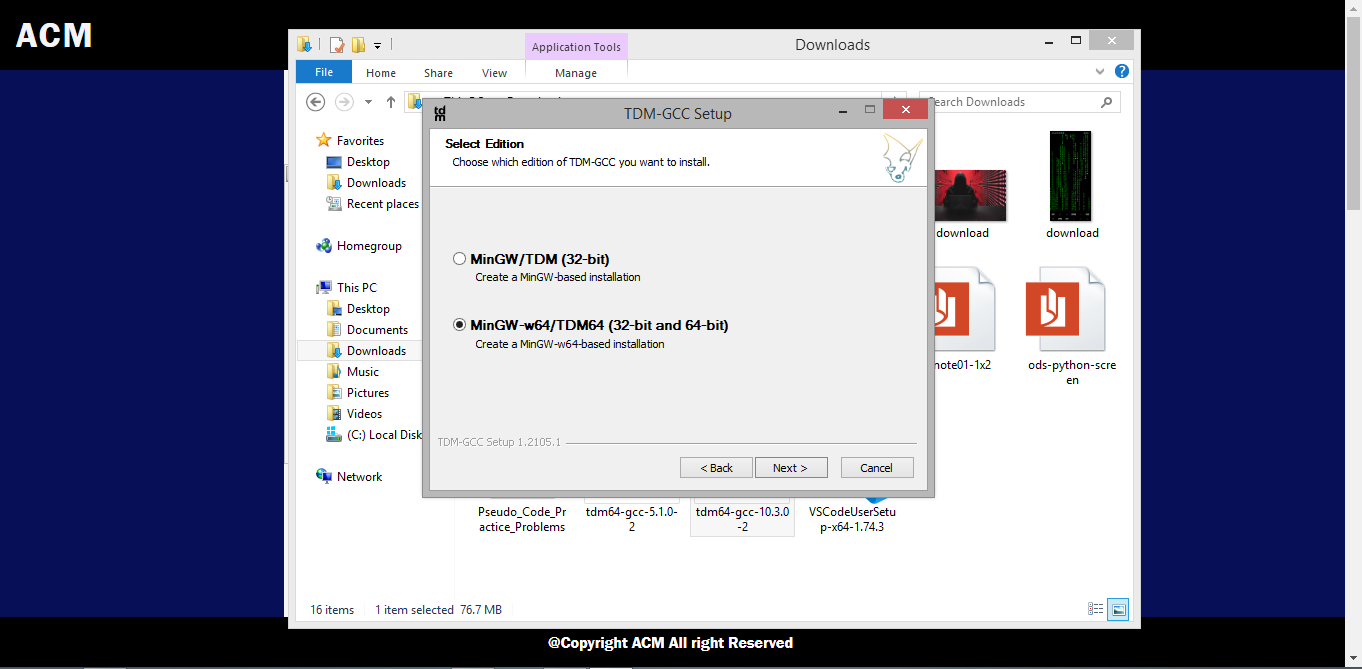 ACM
Application Tools
Downloads
File
Home
Share
View
Manage
Search Downloads
TDM-GCC Setup
Select Edition
Choose which edition of TDM-GCC you want to install.
Favorites
Desktop
Downloads
Recent places
Homegroup
This PC
Desktop
Documents
Downloads
Music
Pictures
Videos
(C:) Local Disk
Network
MinGW/TDM (32-bit)
Create a MinGW-based installation
MinGW-w64/TDM64 (32-bit and 64-bit)
Create a MinGW-w64-based installation
TDM-GCC Setup 1.2105.1
< Back
Next >
Cancel
download
download
note01-1x2
ods-python-scre
en
Pseudo_Code_Pr
actice_Problems
tdm64-gcc-5.1.0-
2
tdm64-gcc-10.3.0
-2
VSCodeUserSetu
p-x64-1.74.3
16 items
1 item selected 76.7 MB
@Copyright ACM All right Reserved